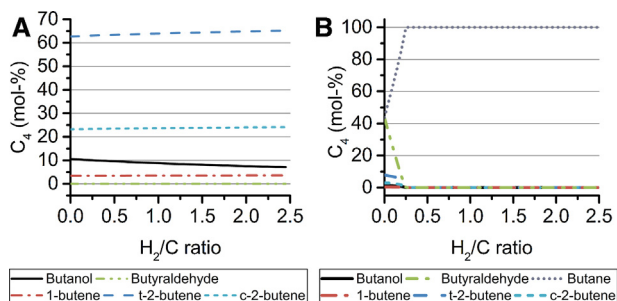 A
C4 (mol-%)
70
60
50
40
30
20
10
0
0.0 0.5 1.0 1.5 2.0 2.5
H2/C ratio
Butanol Butyraldehyde
1-butene t-2-butene c-2-butene
B
C4 (mol-%)
100
80
60
40
20
0
0.0 0.5 1.0 1.5 2.0 2.5
H2/C ratio
Butanol Butyraldehyde Butane
1-butene t-2-butene c-2-butene